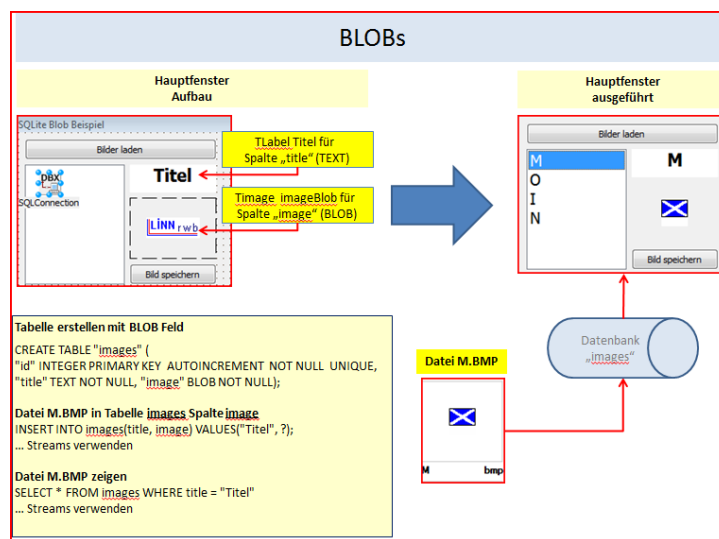 BLOBs
Hauptfenster
Aufbau
SQLite Blob Beispiel
Bilder laden
DBX
SQLConnection
Titel
LİNN rwb
Bild speichern
TLabel Titel für
Spalte „title“ (TEXT)
Timage imageBlob für
Spalte „image“ (BLOB)
Hauptfenster
ausgeführt
Bilder laden
M
O
I
N
M
Bild speichern
Tabelle erstellen mit BLOB Feld
CREATE TABLE "images" (
"id" INTEGER PRIMARY KEY AUTOINCREMENT NOT NULL UNIQUE,
"title" TEXT NOT NULL, "image" BLOB NOT NULL);
Datei M.BMP in Tabelle images Spalte image
INSERT INTO images(title, image) VALUES("Titel", ?);
... Streams verwenden
Datei M.BMP zeigen
SELECT * FROM images WHERE title = "Titel"
... Streams verwenden
Datei M.BMP
M bmp
Datenbank
„images“